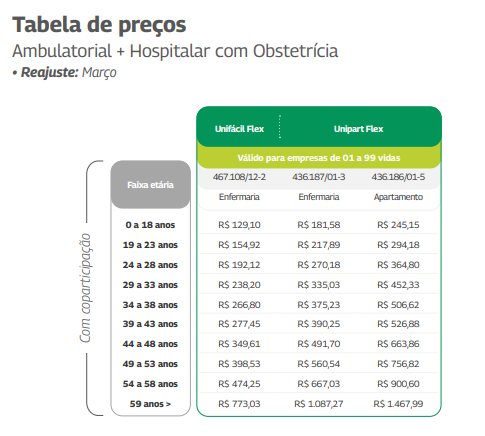 Tabela de preços
Ambulatorial + Hospitalar com Obstetrícia
• Reajuste: Março
Unifácil Flex Unipart Flex
Válido para empresas de 01 a 99 vidas
Faixa etária 467.108/12-2 436.187/01-3 436.186/01-5
Enfermaria Enfermaria Apartamento
Com coparticipação
0 a 18 anos R$ 129,10 R$ 181,58 R$ 245,15
19 a 23 anos R$ 154,92 R$ 217,89 R$ 294,18
24 a 28 anos R$ 192,12 R$ 270,18 R$ 364,80
29 a 33 anos R$ 238,20 R$ 335,03 R$ 452,33
34 a 38 anos R$ 266,80 R$ 375,23 R$ 506,62
39 a 43 anos R$ 277,45 R$ 390,25 R$ 526,88
44 a 48 anos R$ 349,61 R$ 491,70 R$ 663,86
49 a 53 anos R$ 398,53 R$ 560,54 R$ 756,82
54 a 58 anos R$ 474,25 R$ 667,03 R$ 900,60
59 anos > R$ 773,03 R$ 1.087,27 R$ 1.467,99